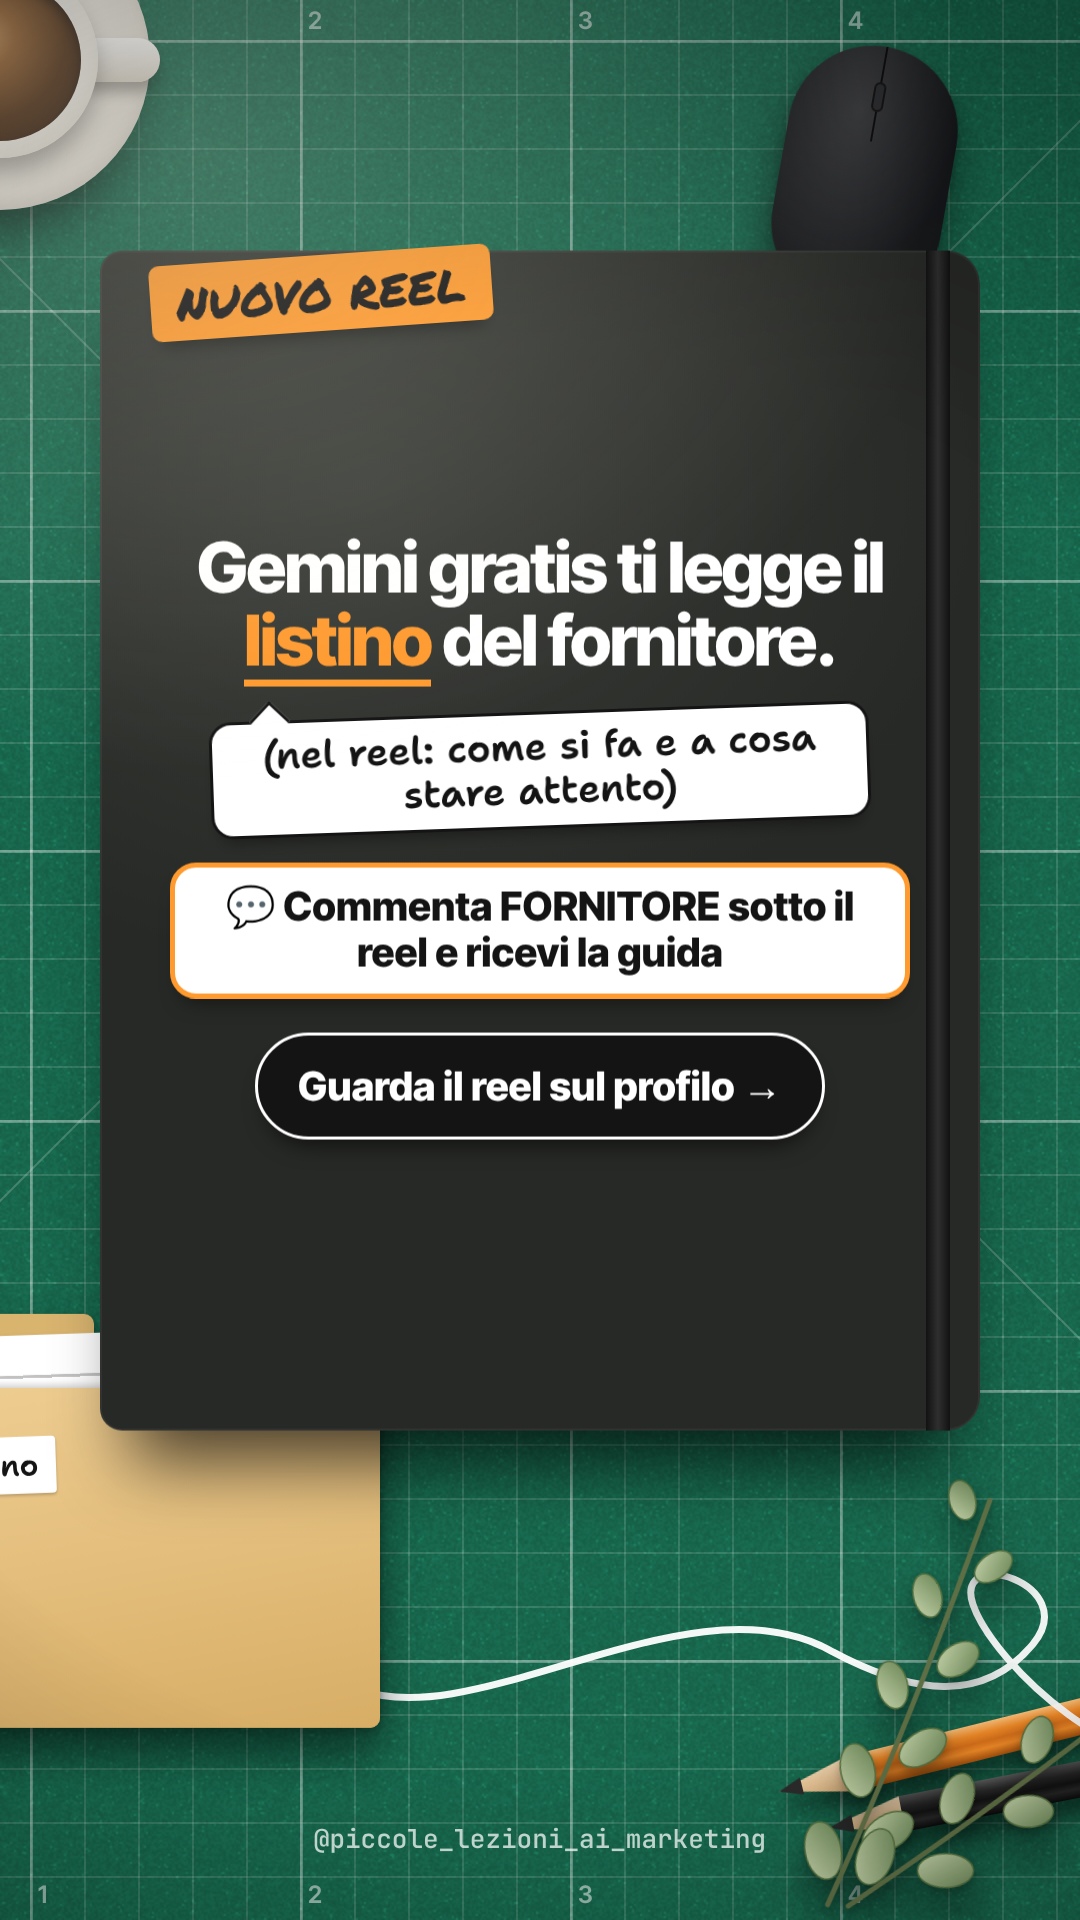 2
3
4
NUOVO REEL
Gemini gratis ti legge il
listino del fornitore.
(nel reel: come si fa e a cosa
stare attento)
💬 Commenta FORNITORE sotto il
reel e ricevi la guida
Guarda il reel sul profilo →
no
@piccole_lezioni_ai_marketing
1
2
3
4